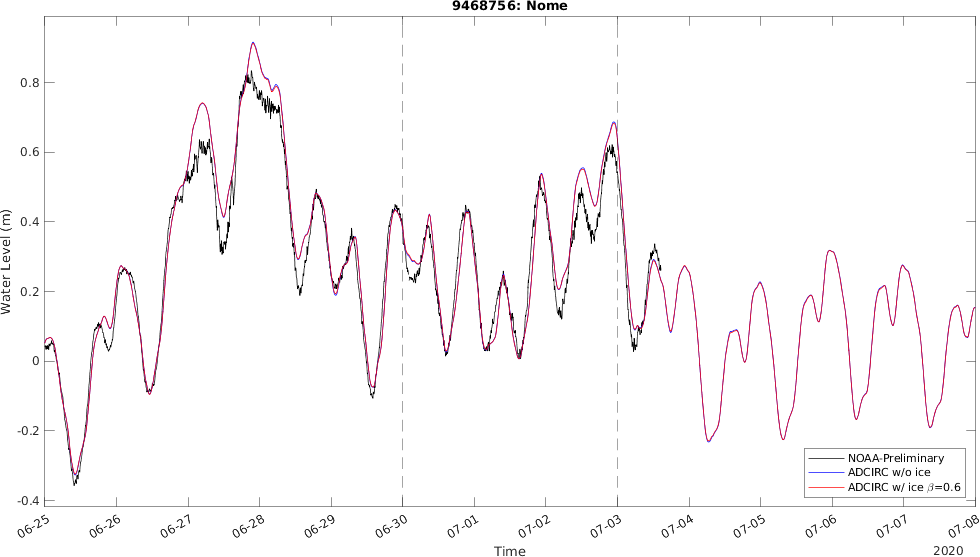 9468756: Nome
Water Level (m)
0.8
0.6
0.4
0.2
0
-0.2
-0.4
NOAA-Preliminary
ADCIRC w/o ice
ADCIRC w/ ice β=0.6
06-25 06-26 06-27 06-28 06-29 06-30 07-01 07-02 07-03 07-04 07-05 07-06 07-07 07-08
Time
2020